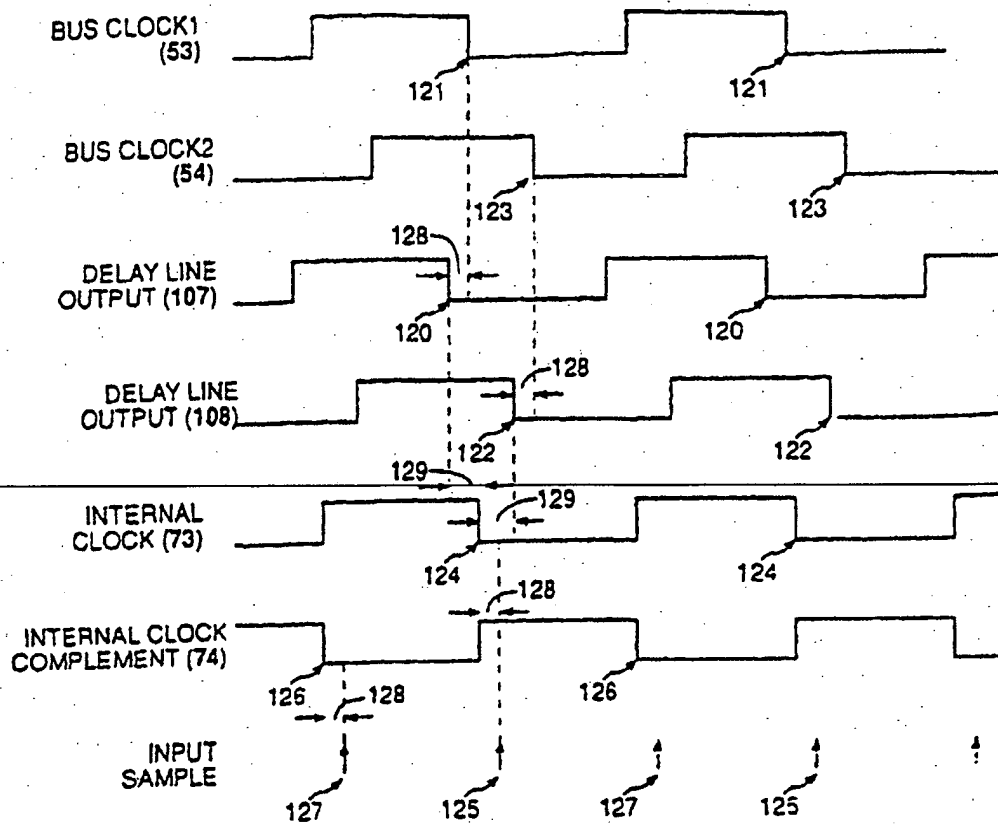 BUS CLOCK1
(53)
121
121
BUS CLOCK2
(54)
123
123
128
DELAY LINE
OUTPUT (107)
120
120
128
DELAY LINE
OUTPUT (108)
122
122
129
129
INTERNAL
CLOCK (73)
124
124
128
INTERNAL CLOCK
COMPLEMENT (74)
126
126
128
INPUT
SAMPLE
127
125
127
125